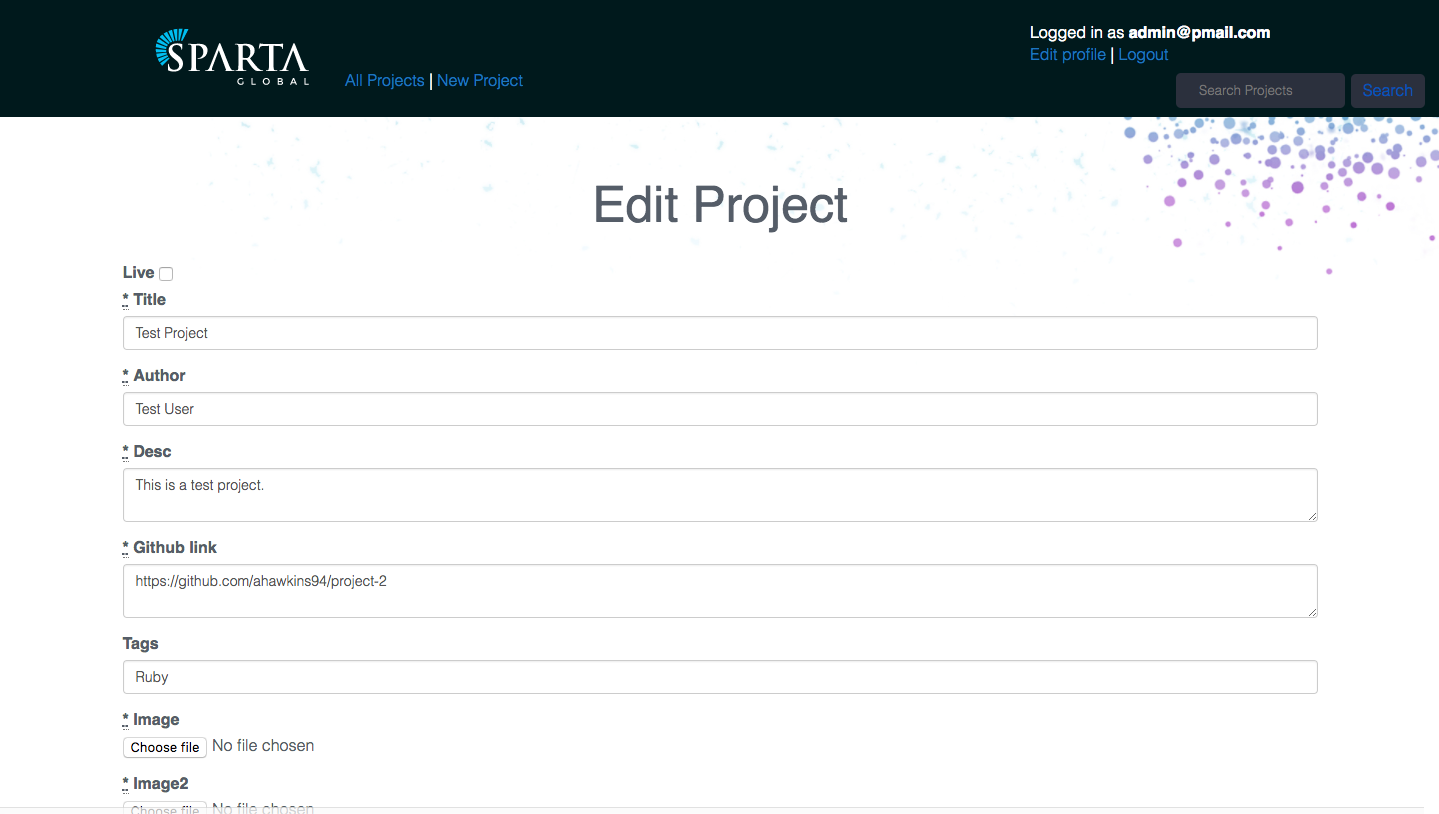 SPARTA
GLOBAL
All Projects | New Project
Logged in as admin@pmail.com
Edit profile | Logout
Search Projects
Search
Edit Project
Live
* Title
Test Project
* Author
Test User
* Desc
This is a test project.
* Github link
https://github.com/ahawkins94/project-2
Tags
Ruby
* Image
Choose file No file chosen
* Image2
Choose file No file chosen